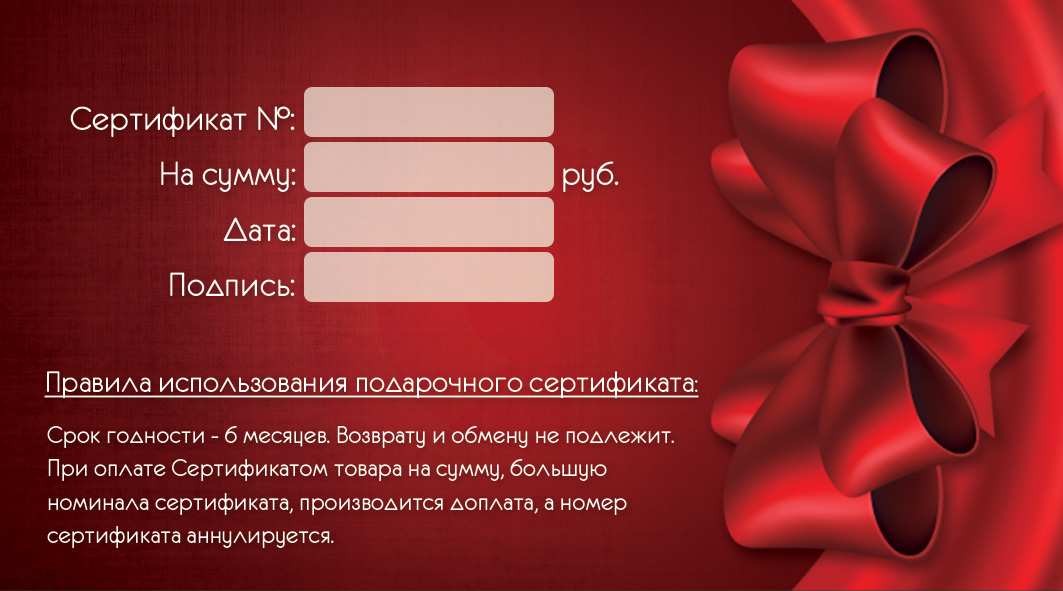 Сертификат №:
На сумму: руб.
Дата:
Подпись:
Правила использования подарочного сертификата:
Срок годности - 6 месяцев. Возврату и обмену не подлежит.
При оплате Сертификатом товара на сумму, большую
номинала сертификата, производится доплата, а номер
сертификата аннулируется.